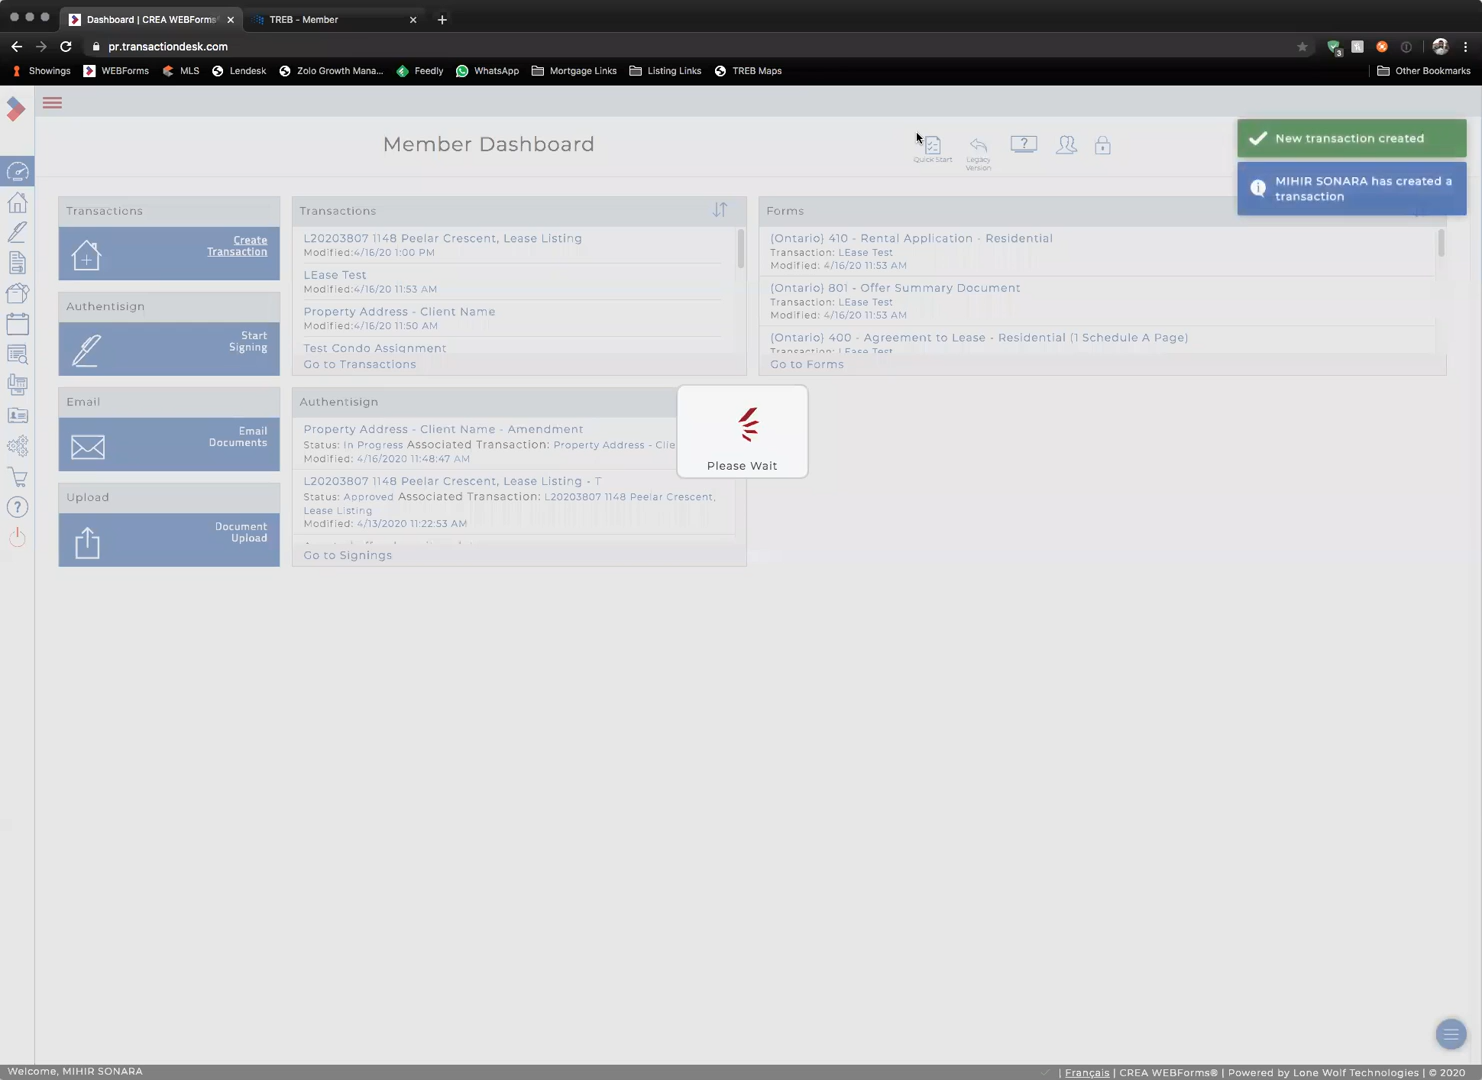 Dashboard | CREA WEBForms
TREB - Member
pr.transactiondesk.com
Showings
WEBForms
MLS
Lendesk
Zolo Growth Mana...
Feedly
WhatsApp
Mortgage Links
Listing Links
TREB Maps
Other Bookmarks
Member Dashboard
Quick Start
Legacy
Version
New transaction created
MIHIR SONARA has created a
transaction
Transactions
Create
Transaction
Authentisign
Start
Signing
Email
Email
Documents
Upload
Document
Upload
Transactions
L20203807 1148 Peelar Crescent, Lease Listing
Modified:4/16/20 1:00 PM
LEase Test
Modified:4/16/20 11:53 AM
Property Address - Client Name
Modified:4/16/20 11:50 AM
Test Condo Assignment
Go to Transactions
Forms
(Ontario) 410 - Rental Application - Residential
Transaction: LEase Test
Modified: 4/16/20 11:53 AM
(Ontario) 801 - Offer Summary Document
Transaction: LEase Test
Modified: 4/16/20 11:53 AM
(Ontario) 400 - Agreement to Lease - Residential (1 Schedule A Page)
Transaction: LEase Test
Go to Forms
Authentisign
Property Address - Client Name - Amendment
Status: In Progress Associated Transaction: Property Address - Clie
Modified: 4/16/2020 11:48:47 AM
L20203807 1148 Peelar Crescent, Lease Listing - T
Status: Approved Associated Transaction: L20203807 1148 Peelar Crescent,
Lease Listing
Modified: 4/13/2020 11:22:53 AM
Go to Signings
Please Wait
Welcome, MIHIR SONARA
| Français | CREA WEBForms® | Powered by Lone Wolf Technologies | © 2020